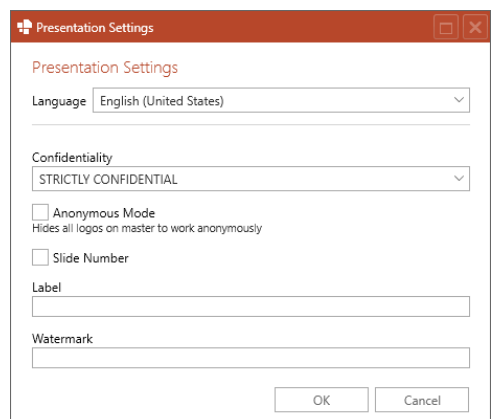 Presentation Settings
Presentation Settings
Language English (United States)
Confidentiality
STRICTLY CONFIDENTIAL
Anonymous Mode
Hides all logos on master to work anonymously
Slide Number
Label
Watermark
OK Cancel